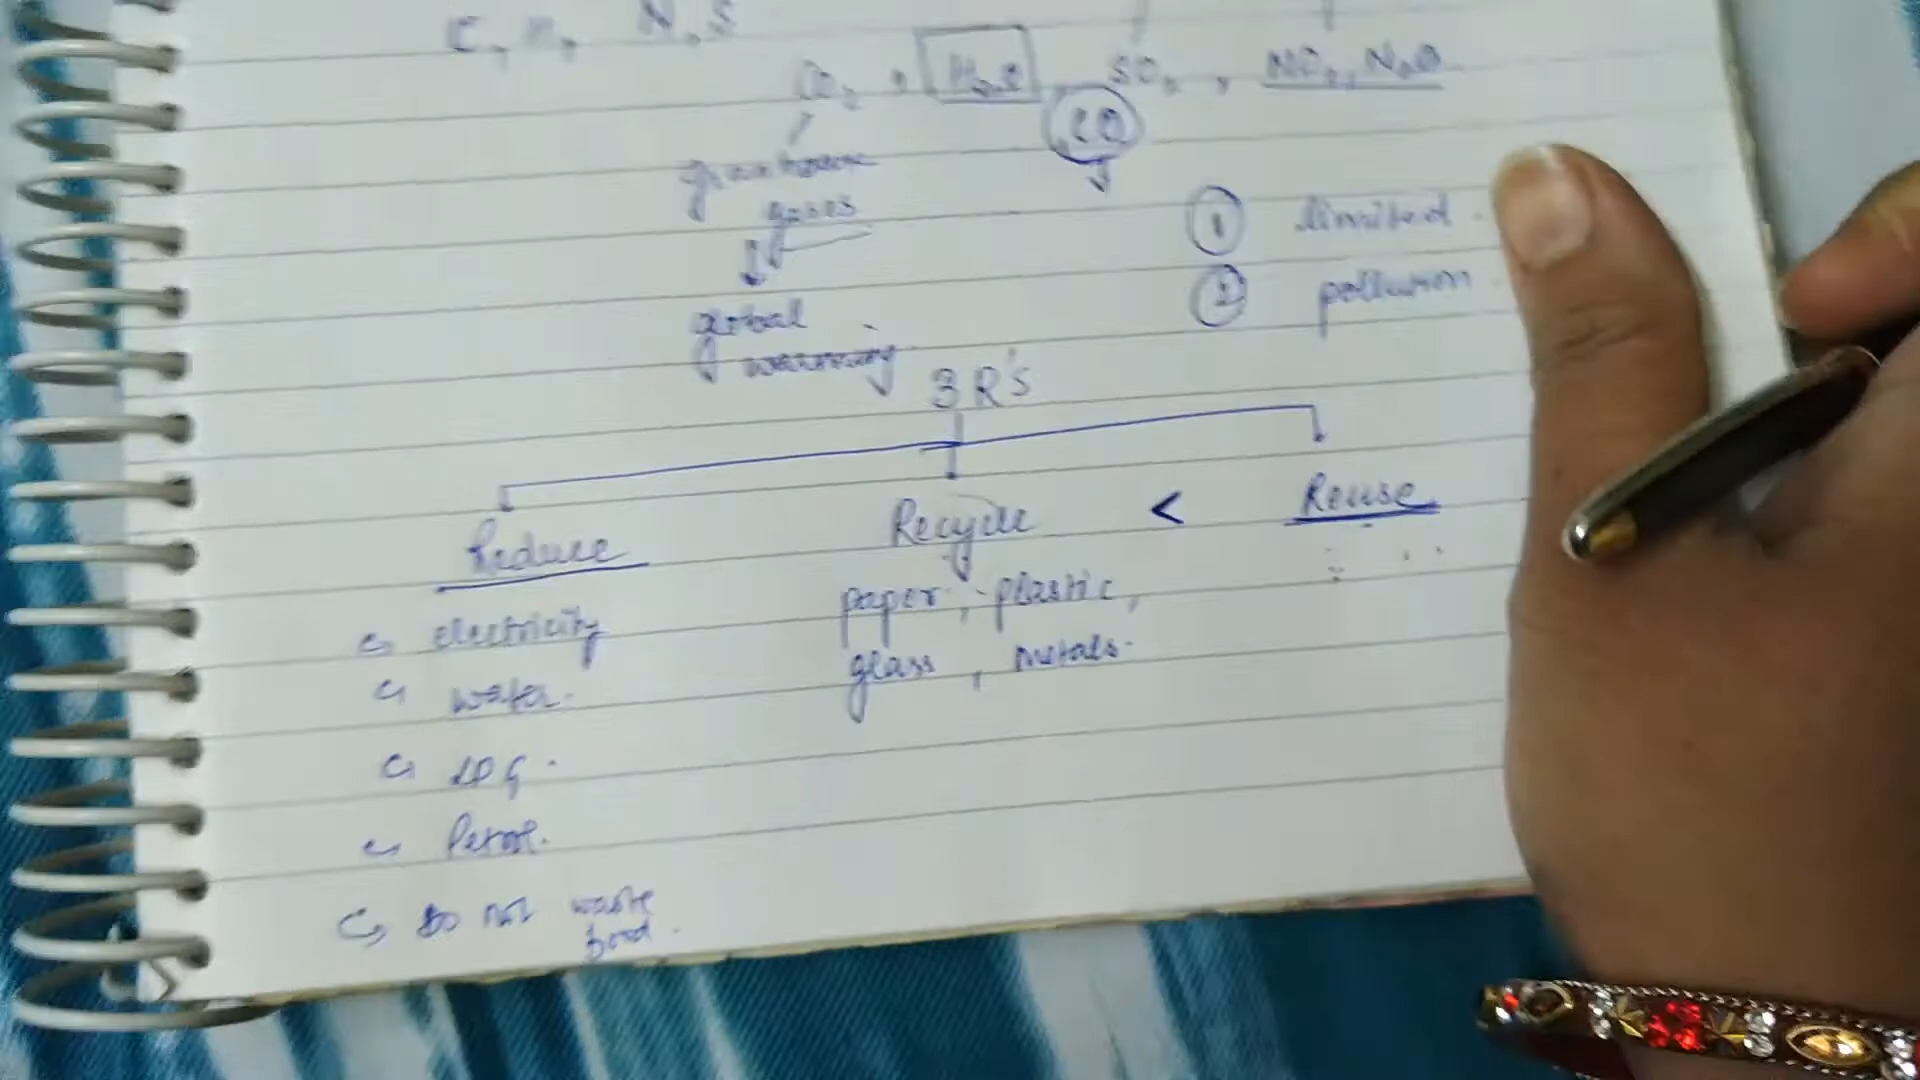 C, H, N, S
CO2, H2O, SO2, NO2, N2O
CO
greenhouse
gases
① limited.
② pollution.
global
warming
3 R's
Reduce Recycle < Reuse
electricity paper, plastic,
water. glass, metals.
LPG.
Petrol.
Do not waste
food.